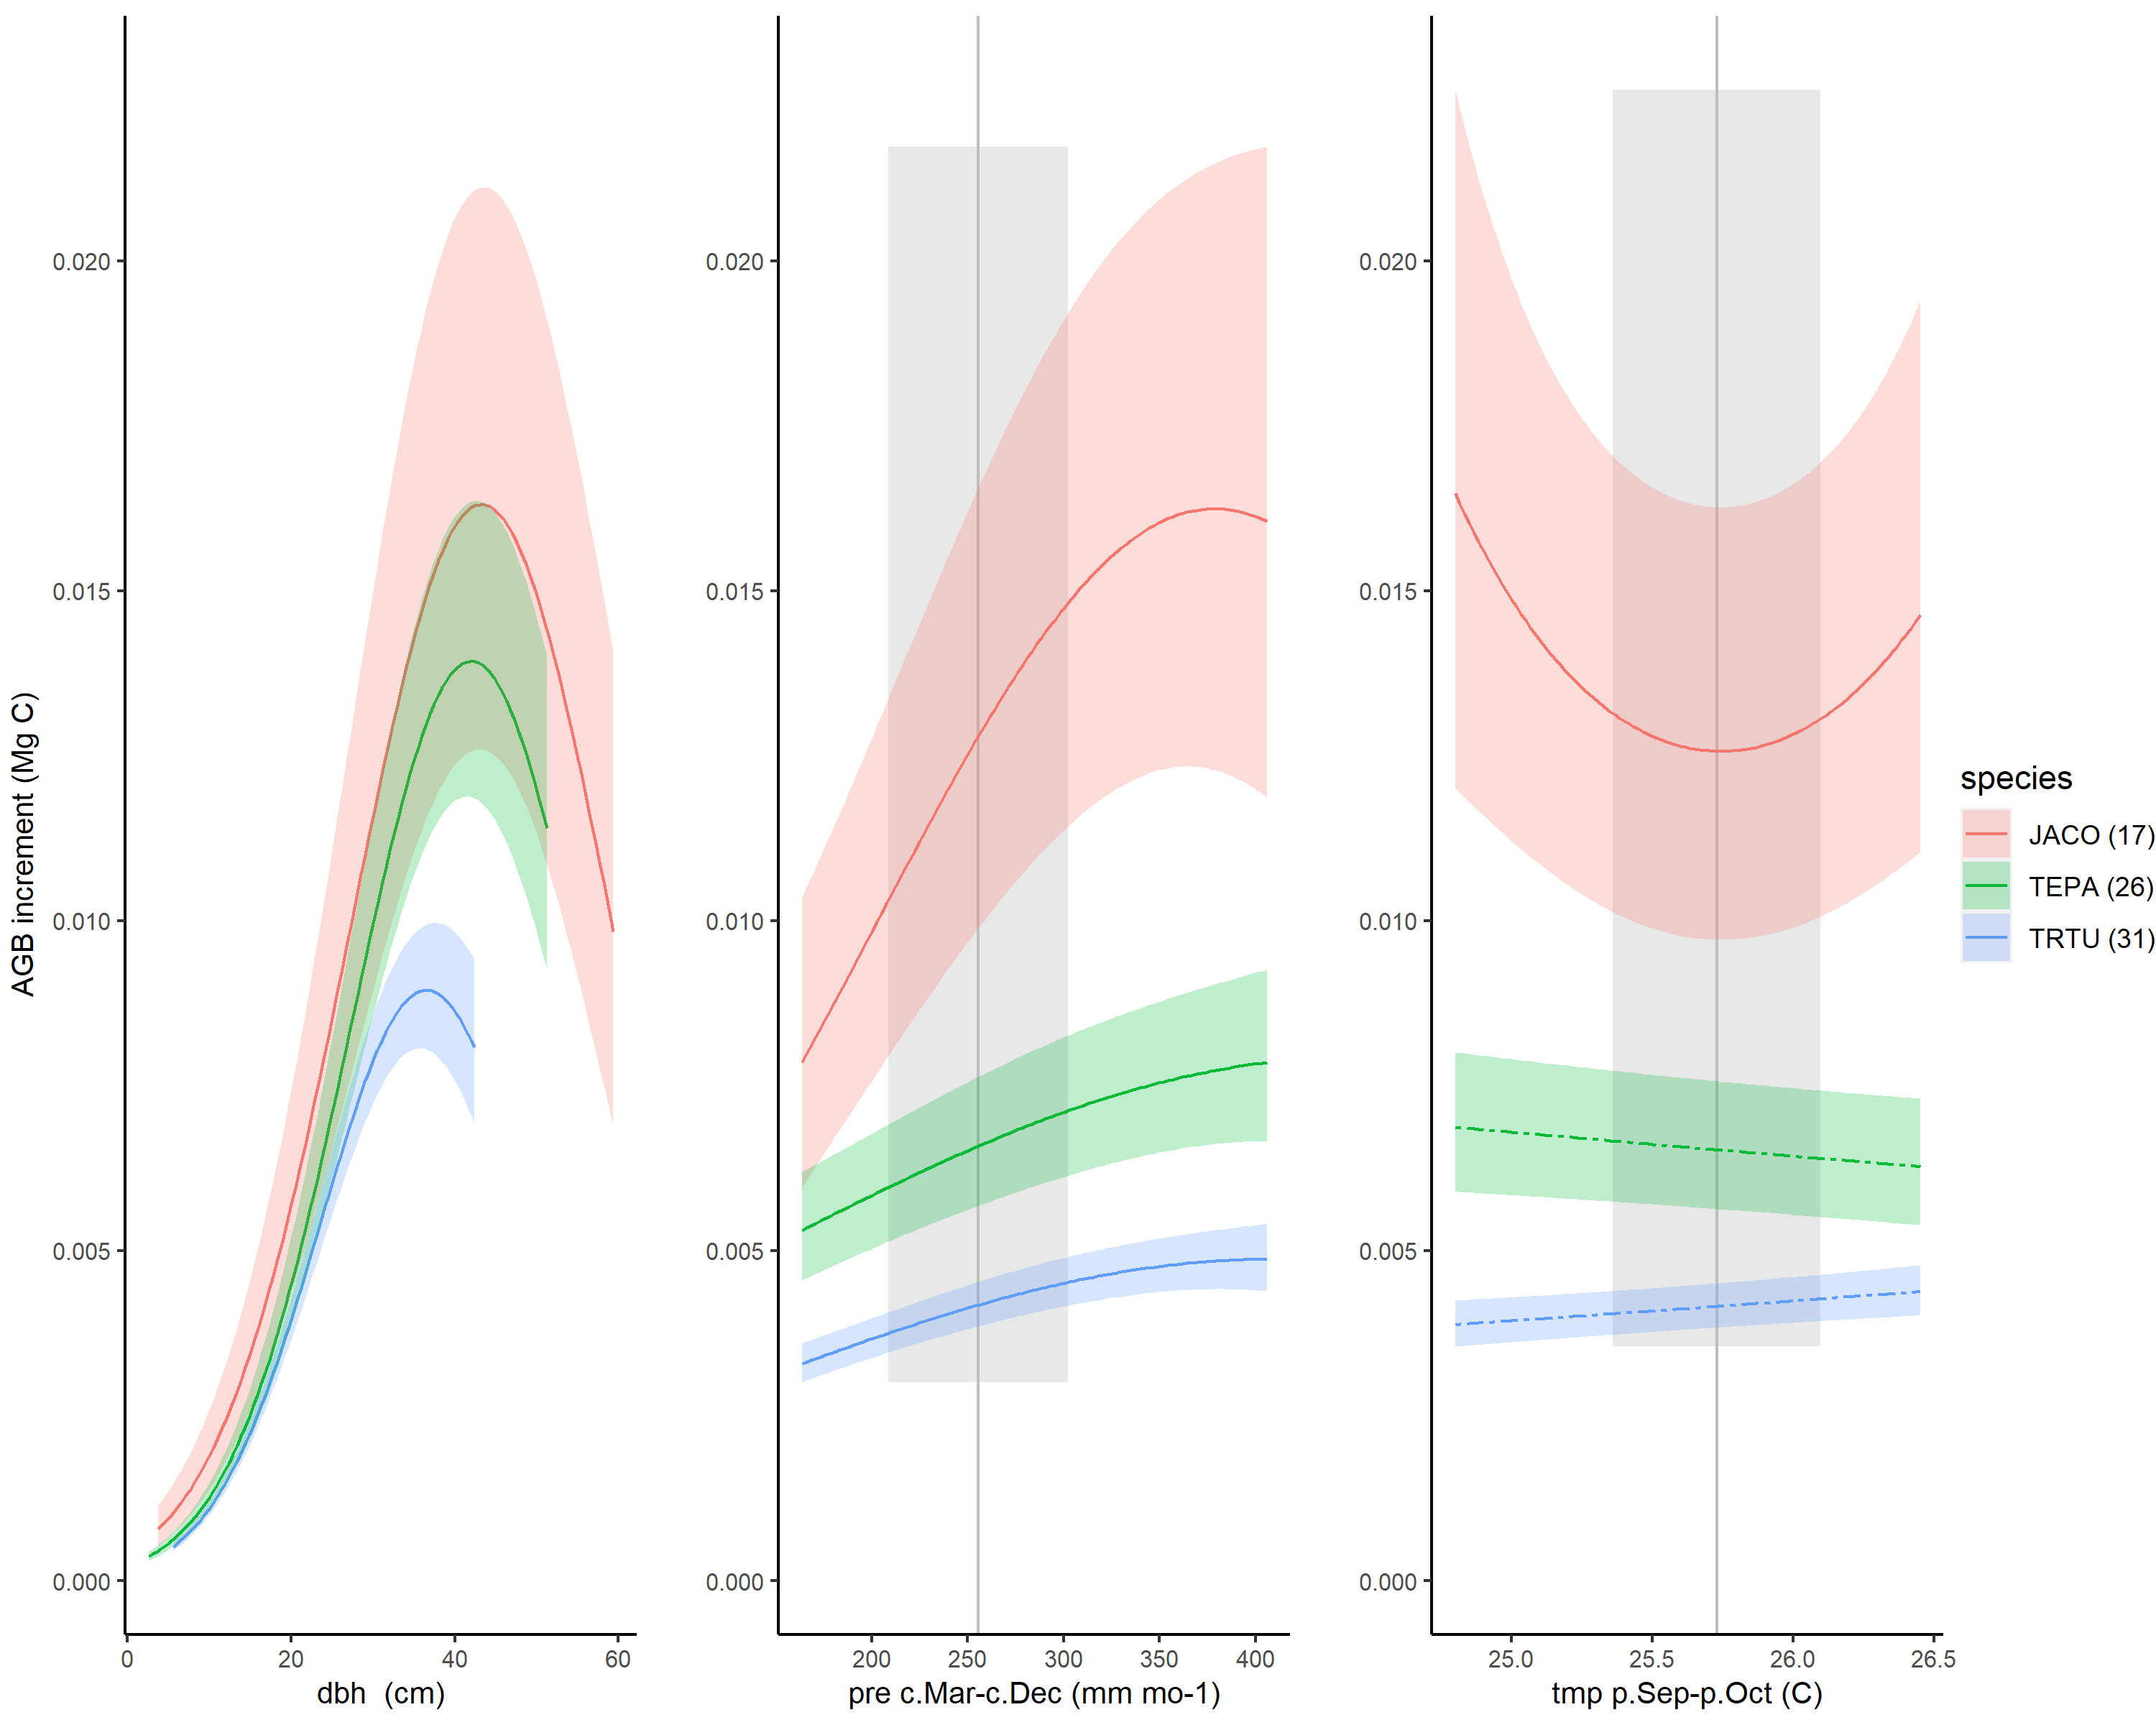 AGB increment (Mg C)
0.020
0.015
0.010
0.005
0.000
0 20 40 60
dbh (cm)
0.020
0.015
0.010
0.005
0.000
200 250 300 350 400
pre c.Mar-c.Dec (mm mo-1)
0.020
0.015
0.010
0.005
0.000
25.0 25.5 26.0 26.5
tmp p.Sep-p.Oct (C)
species
JACO (17)
TEPA (26)
TRTU (31)